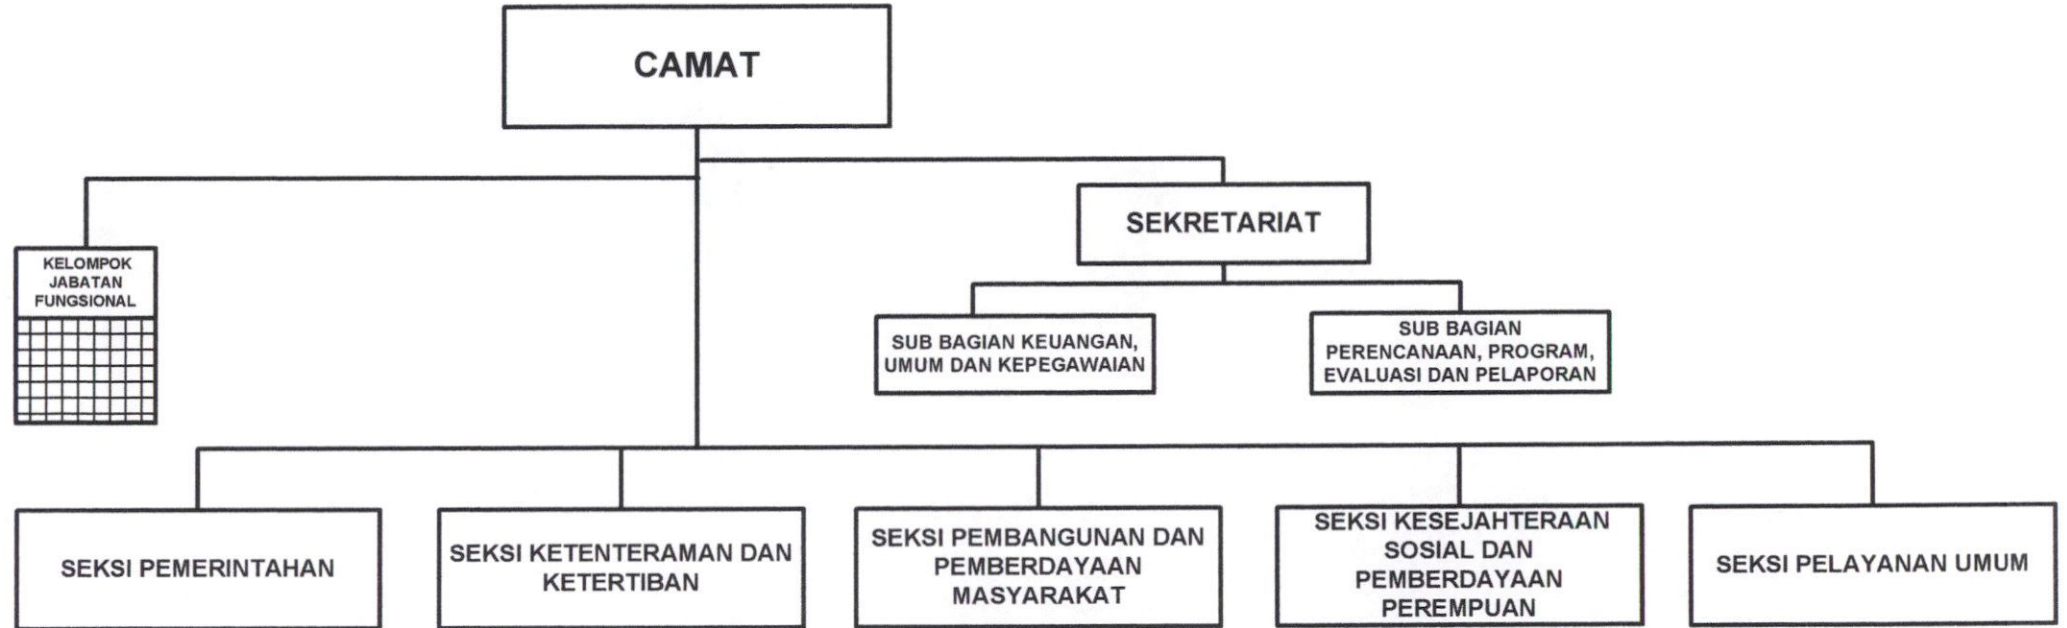 CAMAT
SEKRETARIAT
KELOMPOK
JABATAN
FUNGSIONAL
SUB BAGIAN KEUANGAN,
UMUM DAN KEPEGAWAIAN
SUB BAGIAN
PERENCANAAN, PROGRAM,
EVALUASI DAN PELAPORAN
SEKSI PEMERINTAHAN
SEKSI KETENTERAMAN DAN
KETERTIBAN
SEKSI PEMBANGUNAN DAN
PEMBERDAYAAN
MASYARAKAT
SEKSI KESEJAHTERAAN
SOSIAL DAN
PEMBERDAYAAN
PEREMPUAN
SEKSI PELAYANAN UMUM